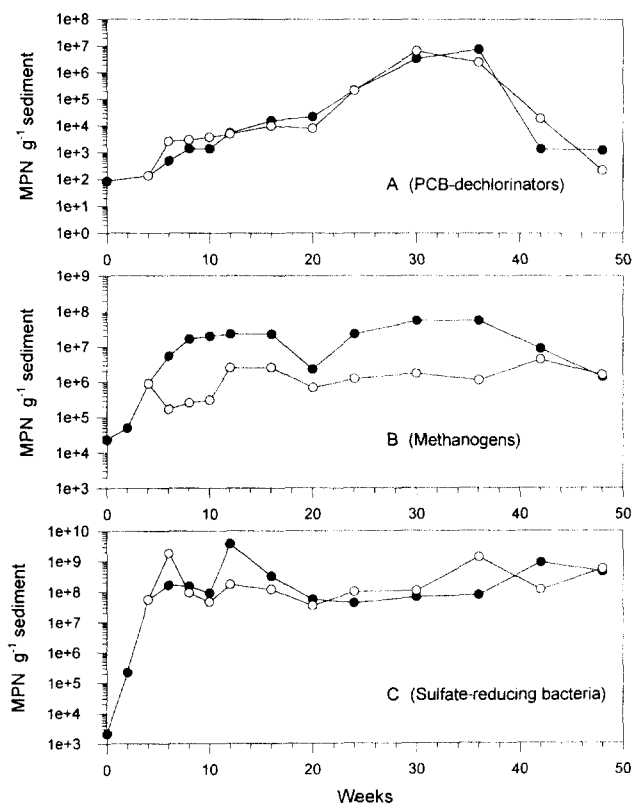 1e+8
1e+7
1e+6
1e+5
1e+4
1e+3
1e+2
1e+1
1e+0
MPN g⁻¹ sediment
A (PCB-dechlorinators)
0 10 20 30 40 50
1e+9
1e+8
1e+7
1e+6
1e+5
1e+4
1e+3
MPN g⁻¹ sediment
B (Methanogens)
0 10 20 30 40 50
1e+10
1e+9
1e+8
1e+7
1e+6
1e+5
1e+4
1e+3
MPN g⁻¹ sediment
C (Sulfate-reducing bacteria)
0 10 20 30 40 50
Weeks